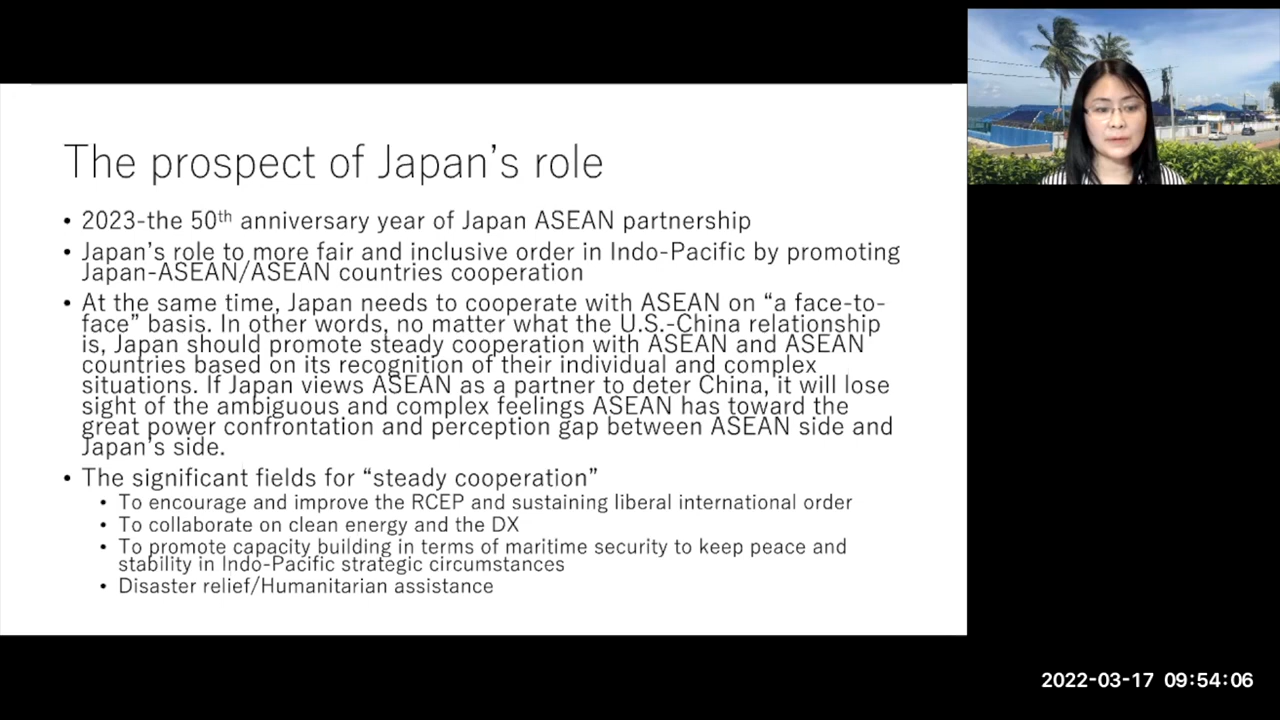 The prospect of Japan's role
• 2023-the 50th anniversary year of Japan ASEAN partnership
• Japan's role to more fair and inclusive order in Indo-Pacific by promoting
Japan-ASEAN/ASEAN countries cooperation
• At the same time, Japan needs to cooperate with ASEAN on “a face-to-
face” basis. In other words, no matter what the U.S.-China relationship
is, Japan should promote steady cooperation with ASEAN and ASEAN
countries based on its recognition of their individual and complex
situations. If Japan views ASEAN as a partner to deter China, it will lose
sight of the ambiguous and complex feelings ASEAN has toward the
great power confrontation and perception gap between ASEAN side and
Japan's side.
• The significant fields for “steady cooperation”
• To encourage and improve the RCEP and sustaining liberal international order
• To collaborate on clean energy and the DX
• To promote capacity building in terms of maritime security to keep peace and
stability in Indo-Pacific strategic circumstances
• Disaster relief/Humanitarian assistance
2022-03-17 09:54:06